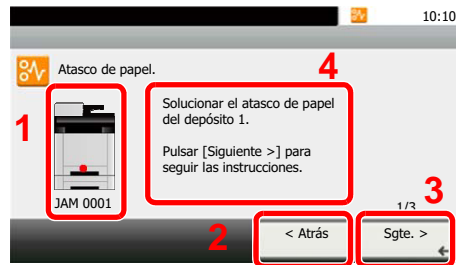 10:10
Atasco de papel.
4
1
Solucionar el atasco de papel
del depósito 1.
Pulsar [Siguiente >] para
seguir las instrucciones.
JAM 0001
1/3
3
2
< Atrás
Sgte. >